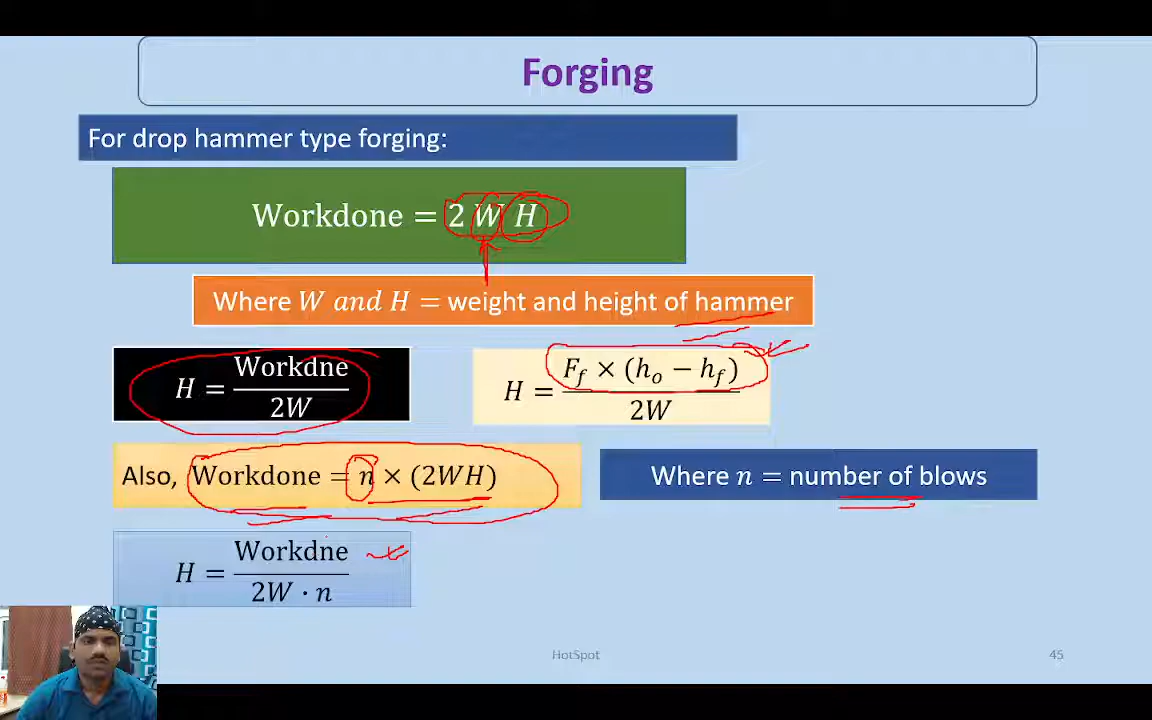 Forging
For drop hammer type forging:
Workdone = 2 W H
Where W and H = weight and height of hammer
H = Workdne / 2W
H = F_f × (h_o − h_f) / 2W
Also, Workdone = n × (2WH)
Where n = number of blows
H = Workdne / 2W · n
HotSpot
45